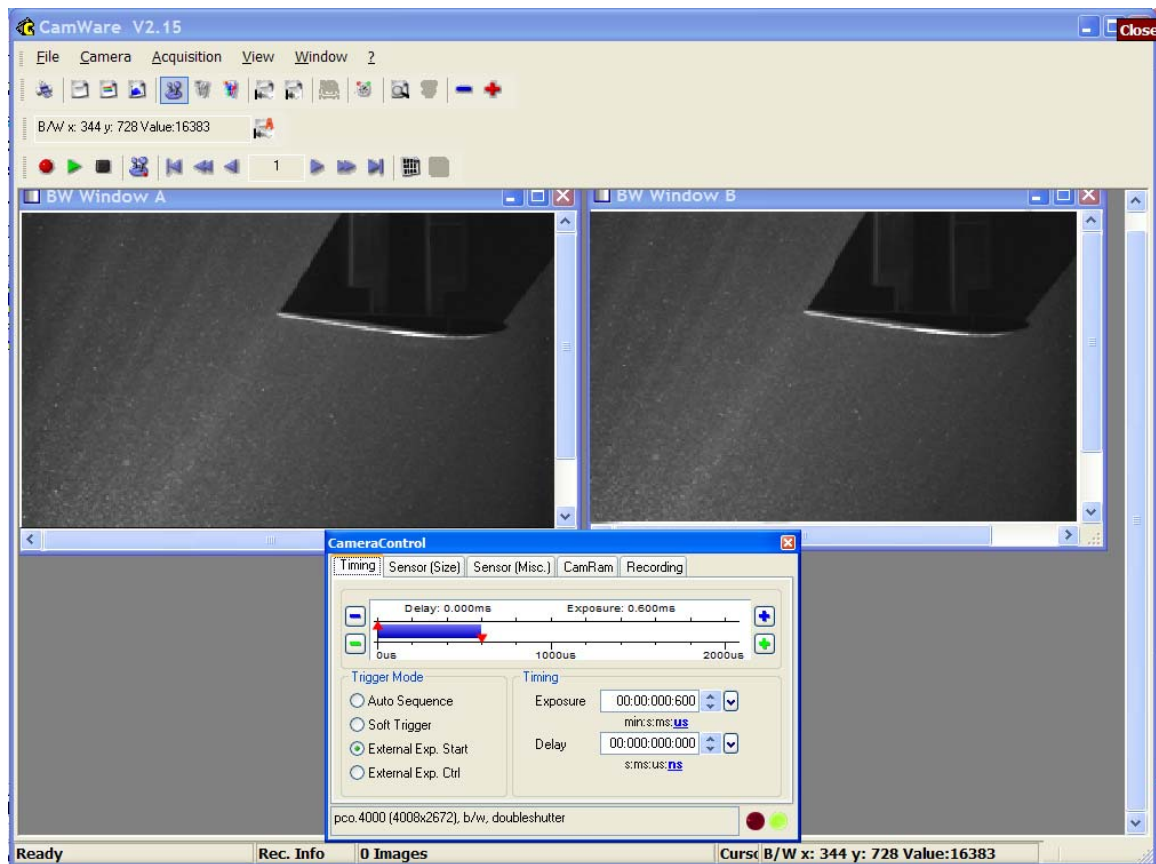 CamWare V2.15
Close
File Camera Acquisition View Window ?
B/W x: 344 y: 728 Value:16383
1
BW Window A
BW Window B
CameraControl
Timing Sensor (Size) Sensor (Misc.) CamRam Recording
Delay: 0.000ms Exposure: 0.600ms
0us 1000us 2000us
Trigger Mode Timing
Auto Sequence Exposure 00:00:000:600
min:s:ms:us
Soft Trigger
External Exp. Start Delay 00:000:000:000
s:ms:us:ns
External Exp. Ctrl
pco.4000 (4008x2672), b/w, doubleshutter
Ready Rec. Info 0 Images Curso B/W x: 344 y: 728 Value:16383